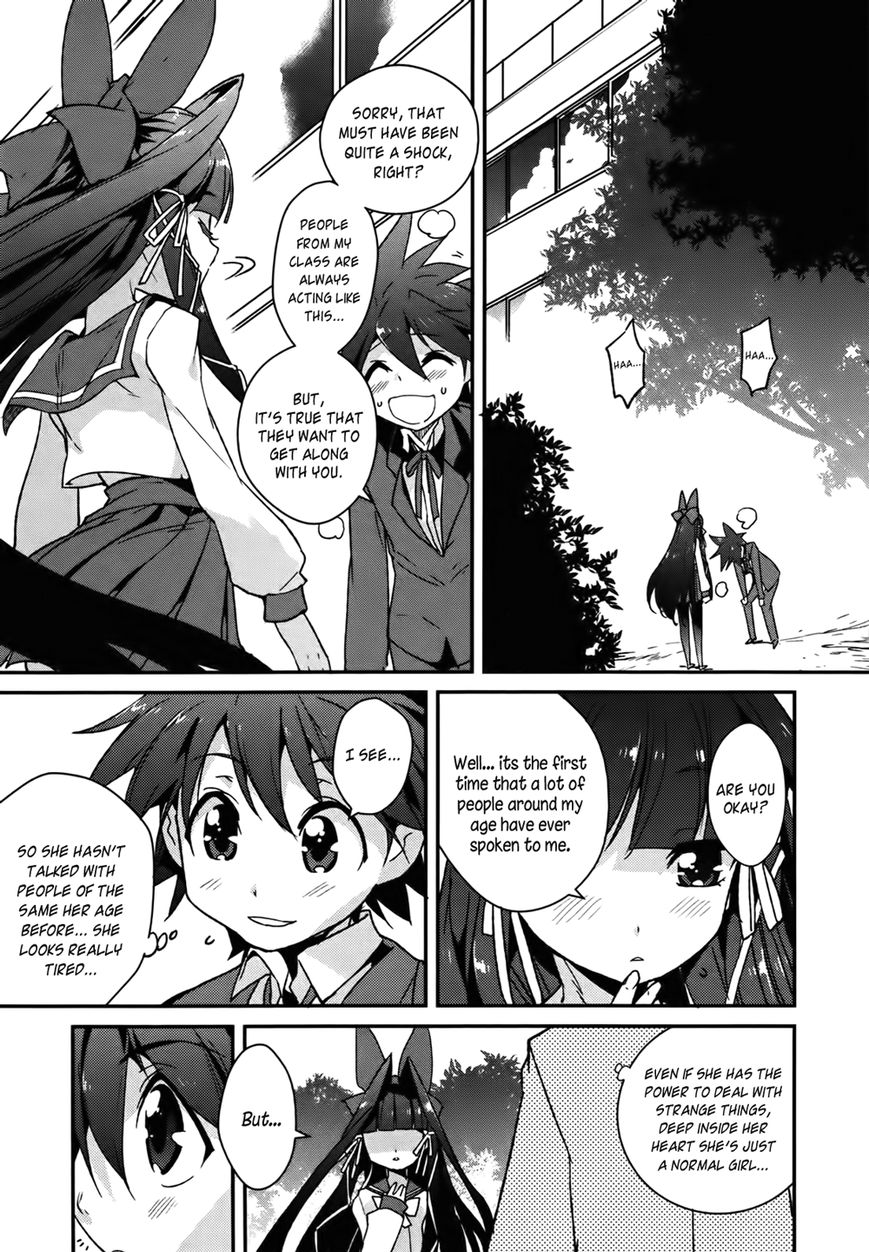 HAA...
HAA...
SORRY, THAT
MUST HAVE BEEN
QUITE A SHOCK,
RIGHT?
PEOPLE
FROM MY
CLASS ARE
ALWAYS
ACTING LIKE
THIS...
BUT,
IT'S TRUE THAT
THEY WANT TO
GET ALONG
WITH YOU.
ARE YOU
OKAY?
Well... its the first
time that a lot of
people around my
age have ever
spoken to me.
I SEE...
SO SHE HASN'T
TALKED WITH
PEOPLE OF THE
SAME HER AGE
BEFORE... SHE
LOOKS REALLY
TIRED...
EVEN IF SHE HAS THE
POWER TO DEAL WITH
STRANGE THINGS,
DEEP INSIDE HER
HEART SHE'S JUST
A NORMAL GIRL...
But...